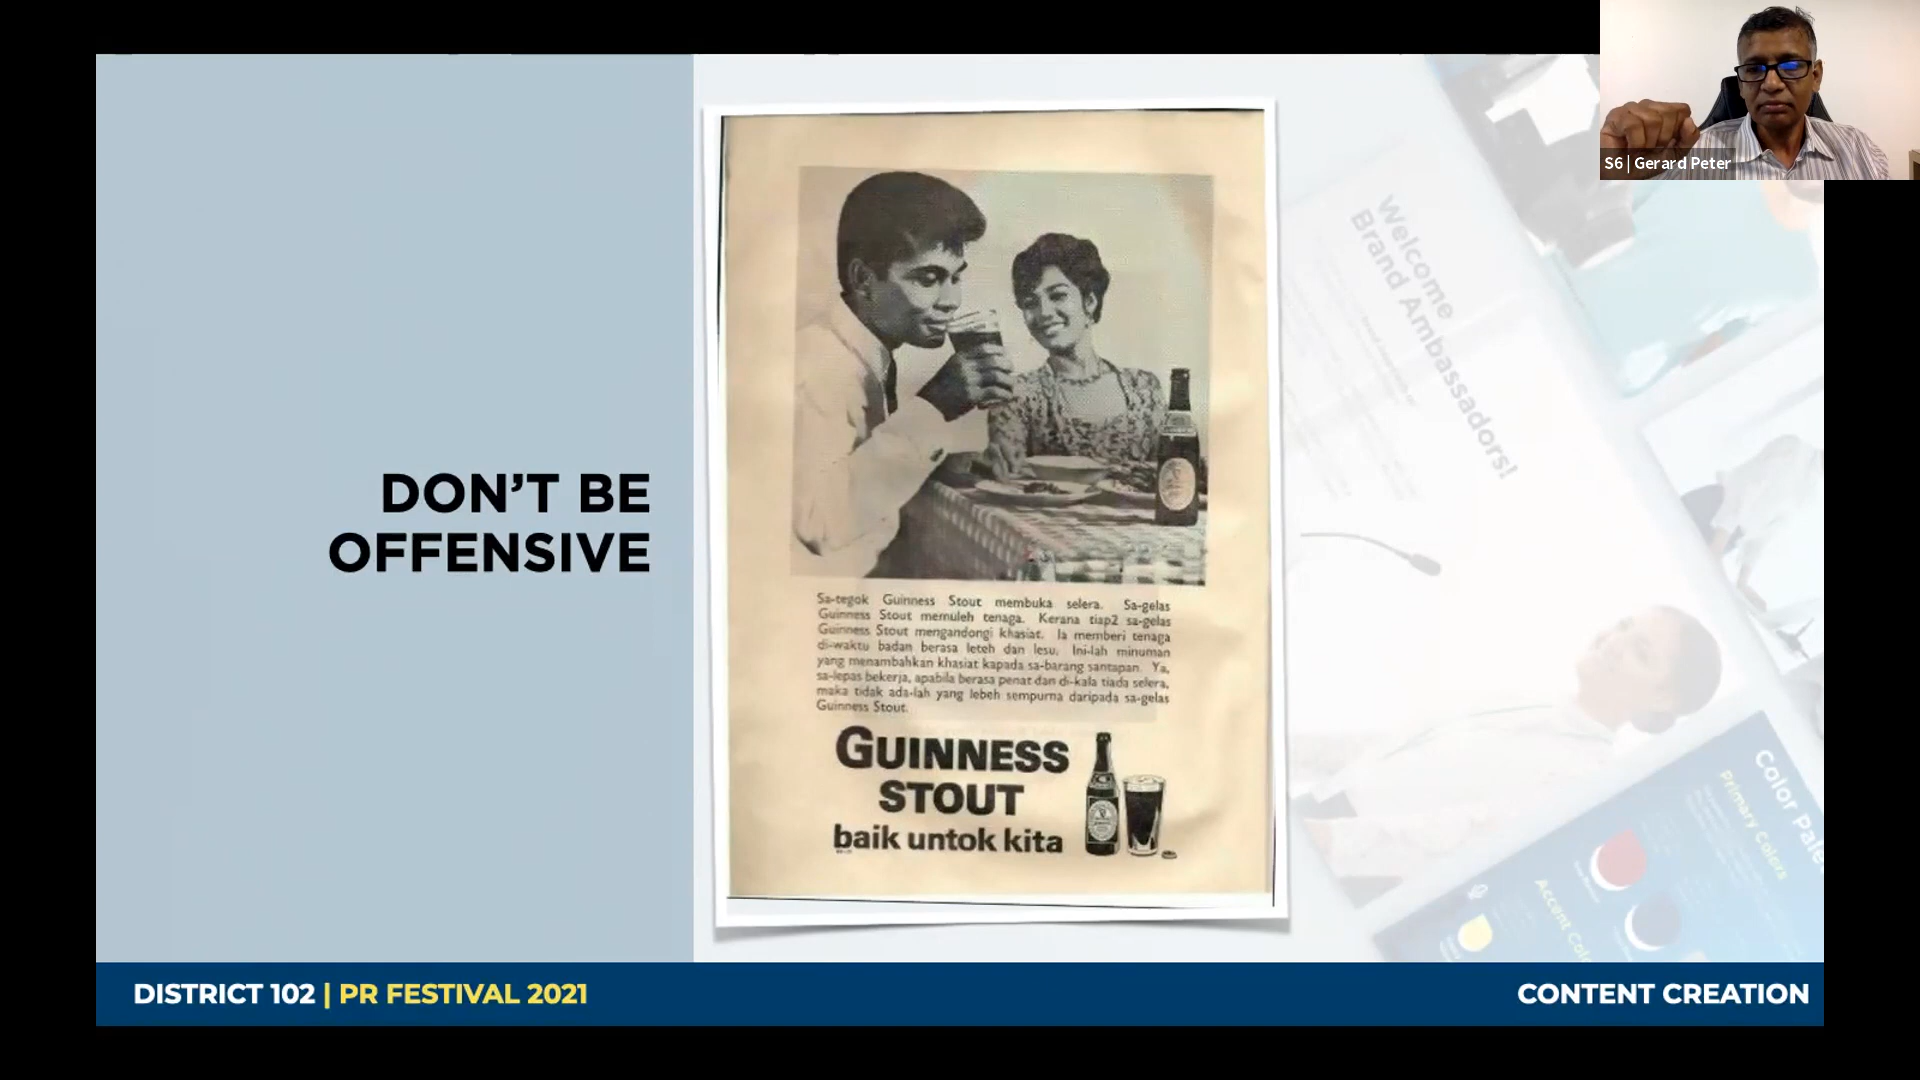 S6 | Gerard Peter
Welcome
Brand Ambassadors!
DON'T BE
OFFENSIVE
Sa-tegok Guinness Stout membuka selera. Sa-gelas
Guinness Stout memuleh tenaga. Kerana tiap2 sa-gelas
Guinness Stout mengandongi khasiat. Ia memberi tenaga
di-waktu badan berasa leteh dan lesu. Ini-lah minuman
yang menambahkan khasiat kapada sa-barang santapan. Ya,
sa-lepas bekerja, apabila berasa penat dan di-kala tiada selera,
maka tidak ada-lah yang lebeh sempurna daripada sa-gelas
Guinness Stout.
GUINNESS
STOUT
baik untok kita
Color Pale
Primary Colors
Accent Col
DISTRICT 102 | PR FESTIVAL 2021
CONTENT CREATION